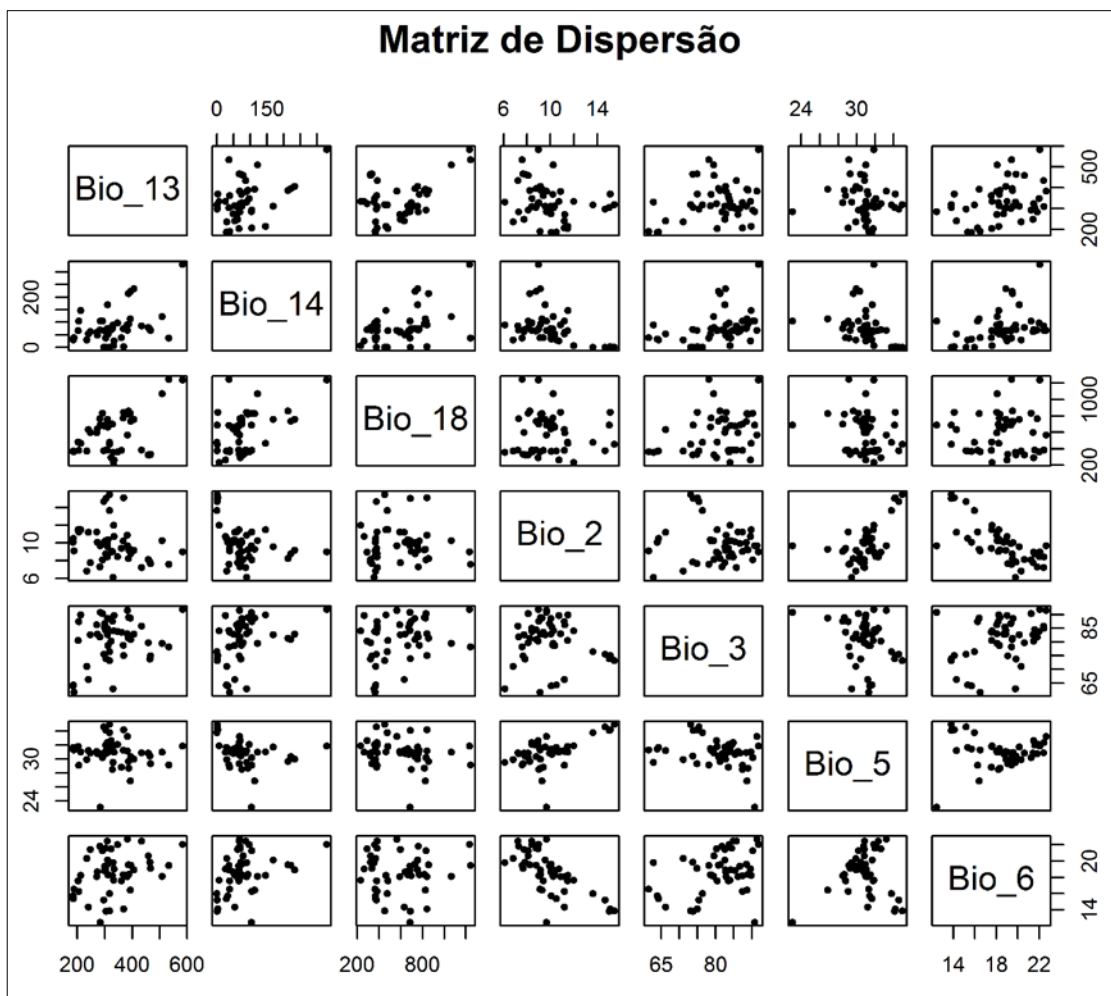 Matriz de Dispersão
0 150 6 10 14 24 30
Bio_13
200 500
Bio_14
0 200
Bio_18
200 1000
Bio_2
6 10
Bio_3
65 85
Bio_5
24 30
Bio_6
14 20
200 400 600 200 800 65 80 14 18 22